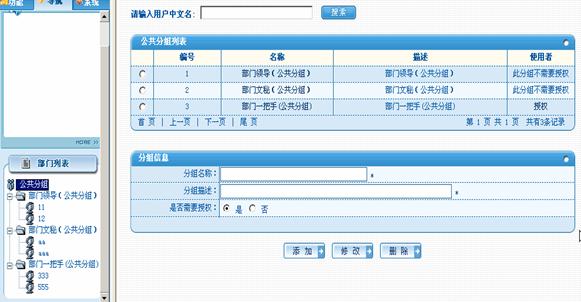 功能 导航 系统
MORE >>
部门列表
公共分组
部门领导(公共分组)
11
12
部门文秘(公共分组)
aa
aaa
部门一把手(公共分组)
333
555
请输入用户中文名: 搜索
公共分组列表
编号 名称 描述 使用者
1 部门领导(公共分组) 部门领导(公共分组) 此分组不需要授权
2 部门文秘(公共分组) 部门文秘(公共分组) 此分组不需要授权
3 部门一把手(公共分组) 部门一把手(公共分组) 授权
首 页 | 上一页 | 下一页 | 尾 页 第 1 页 共 1 页 共有3条记录
分组信息
分组名称: *
分组描述: *
是否需要授权: 是 否
添 加 修 改 删 除